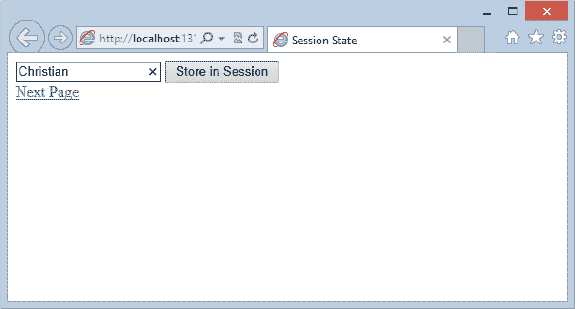 http://localhost:131
Session State
Christian
Store in Session
Next Page